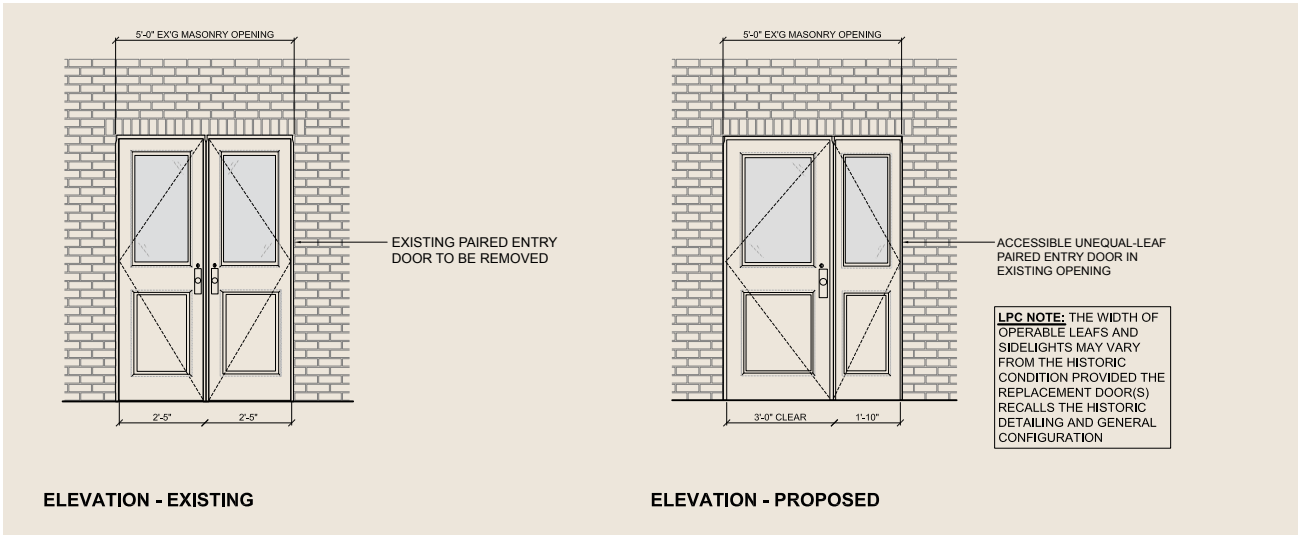 5'-0" EX'G MASONRY OPENING
EXISTING PAIRED ENTRY
DOOR TO BE REMOVED
2'-5"
2'-5"
ELEVATION - EXISTING
5'-0" EX'G MASONRY OPENING
ACCESSIBLE UNEQUAL-LEAF
PAIRED ENTRY DOOR IN
EXISTING OPENING
LPC NOTE: THE WIDTH OF
OPERABLE LEAFS AND
SIDELIGHTS MAY VARY
FROM THE HISTORIC
CONDITION PROVIDED THE
REPLACEMENT DOOR(S)
RECALLS THE HISTORIC
DETAILING AND GENERAL
CONFIGURATION
3'-0" CLEAR
1'-10"
ELEVATION - PROPOSED